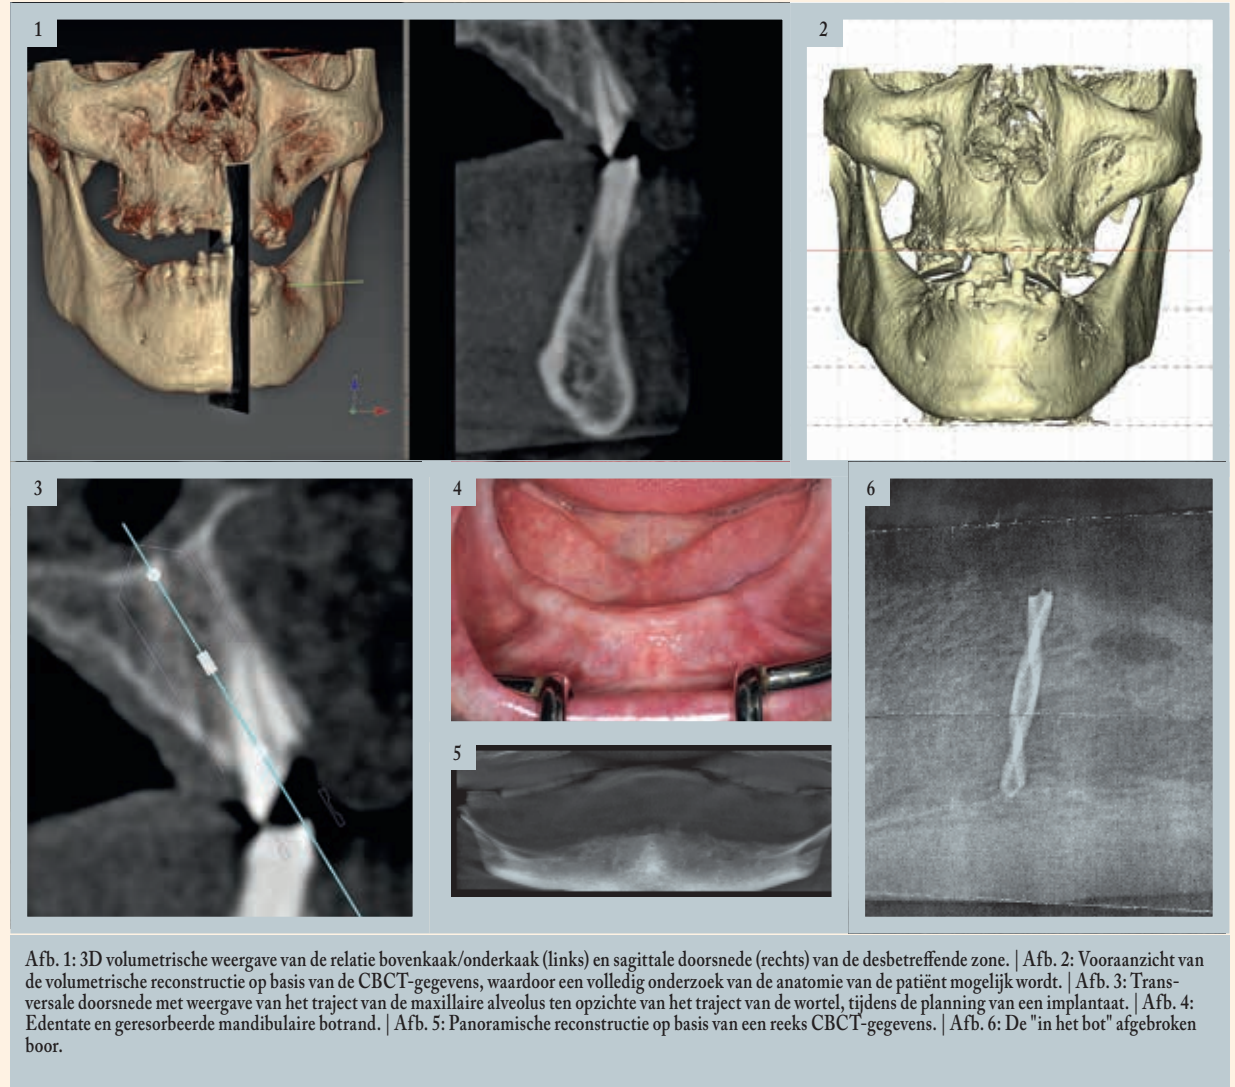 1
2
3
4
6
5
Afb. 1: 3D volumetrische weergave van de relatie bovenkaak/onderkaak (links) en sagittale doorsnede (rechts) van de desbetreffende zone. | Afb. 2: Vooraanzicht van
de volumetrische reconstructie op basis van de CBCT-gegevens, waardoor een volledig onderzoek van de anatomie van de patiënt mogelijk wordt. | Afb. 3: Trans-
versale doorsnede met weergave van het traject van de maxillaire alveolus ten opzichte van het traject van de wortel, tijdens de planning van een implantaat. | Afb. 4:
Edentate en geresorbeerde mandibulaire botrand. | Afb. 5: Panoramische reconstructie op basis van een reeks CBCT-gegevens. | Afb. 6: De "in het bot" afgebroken
boor.